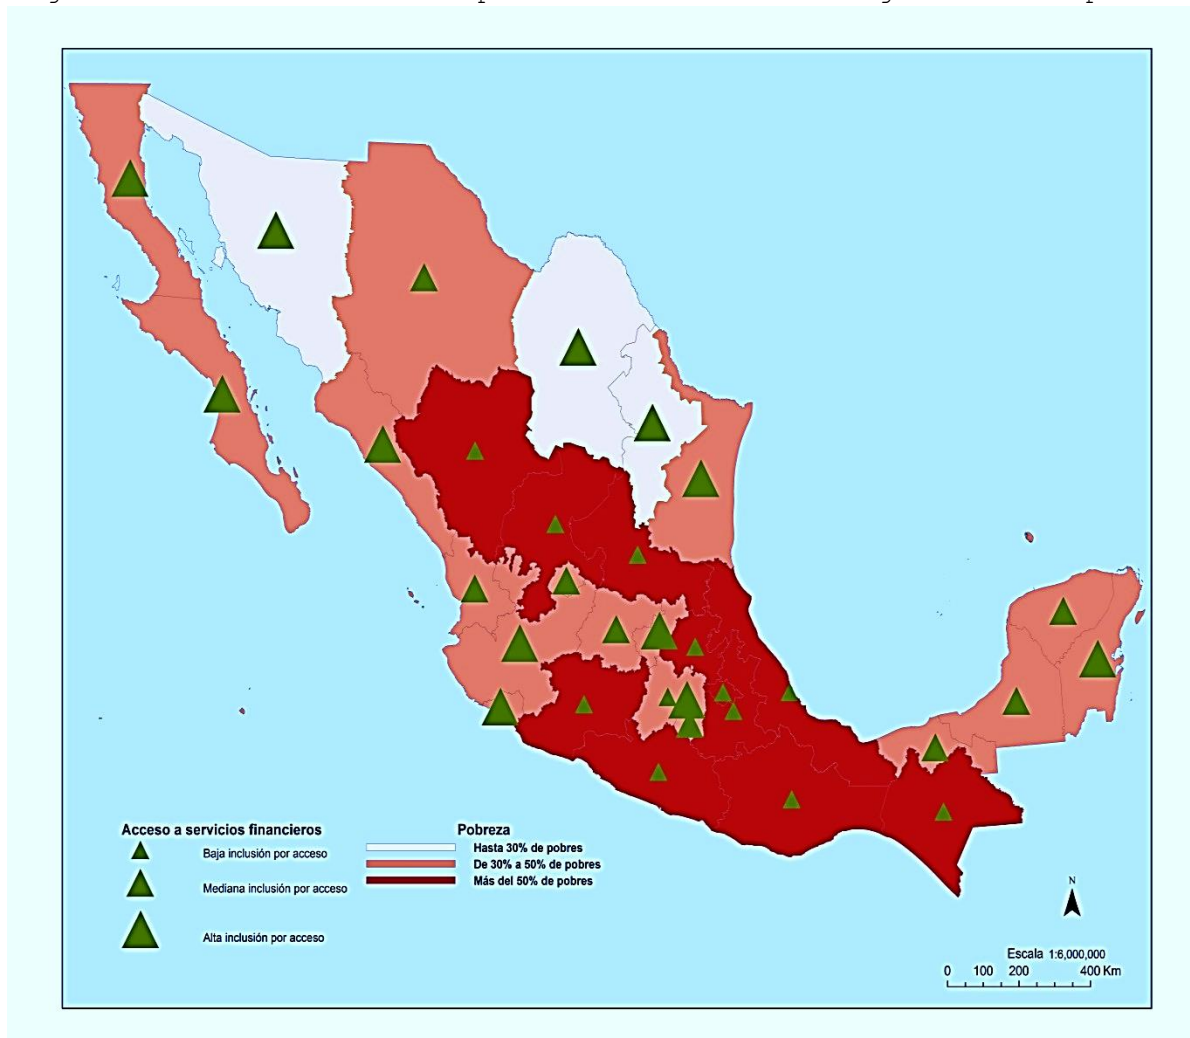 Acceso a servicios financieros
Baja inclusión por acceso
Mediana inclusión por acceso
Alta inclusión por acceso
Pobreza
Hasta 30% de pobres
De 30% a 50% de pobres
Más del 50% de pobres
N
Escala 1:6,000,000
0 100 200 400 Km